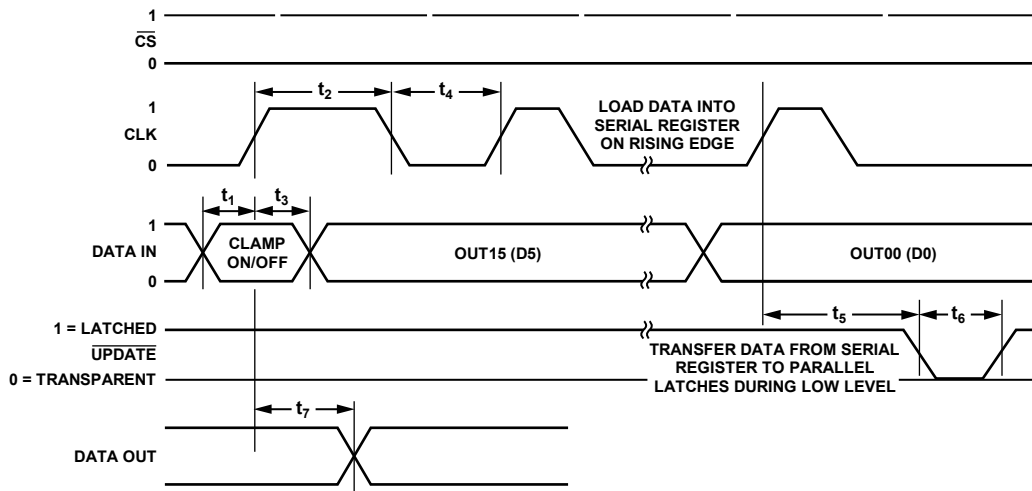 1
CS
0
t2
t4
1
CLK
0
LOAD DATA INTO
SERIAL REGISTER
ON RISING EDGE
t1
t3
1
DATA IN
0
CLAMP
ON/OFF
OUT15 (D5)
OUT00 (D0)
t5
t6
1 = LATCHED
UPDATE
0 = TRANSPARENT
TRANSFER DATA FROM SERIAL
REGISTER TO PARALLEL
LATCHES DURING LOW LEVEL
t7
DATA OUT